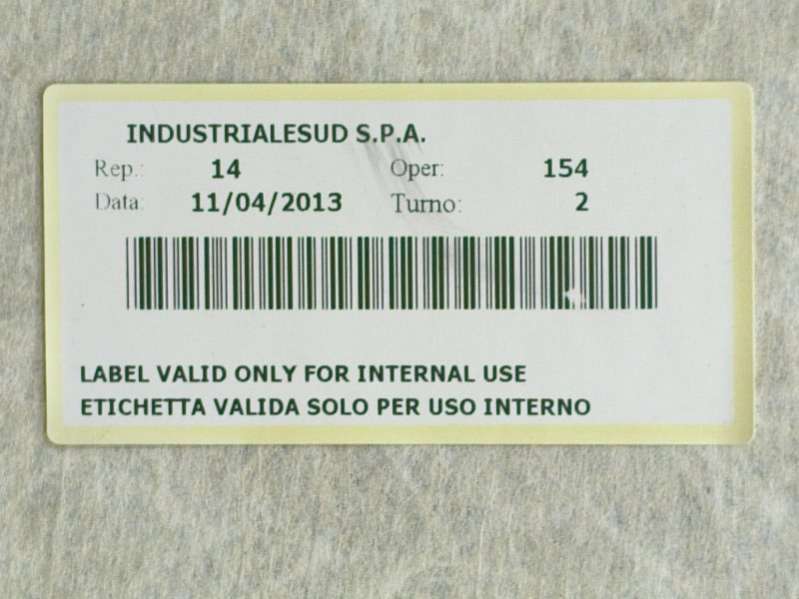 INDUSTRIALESUD S.P.A.
Rep.: 14 Oper: 154
Data: 11/04/2013 Turno: 2
LABEL VALID ONLY FOR INTERNAL USE
ETICHETTA VALIDA SOLO PER USO INTERNO